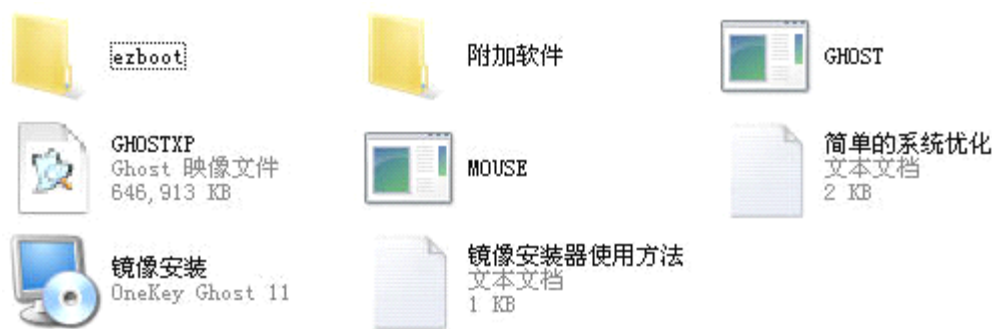 ezboot
附加软件
GHOST
GHOSTXP
Ghost 映像文件
646,913 KB
MOUSE
简单的系统优化
文本文档
2 KB
镜像安装
OneKey Ghost 11
镜像安装器使用方法
文本文档
1 KB